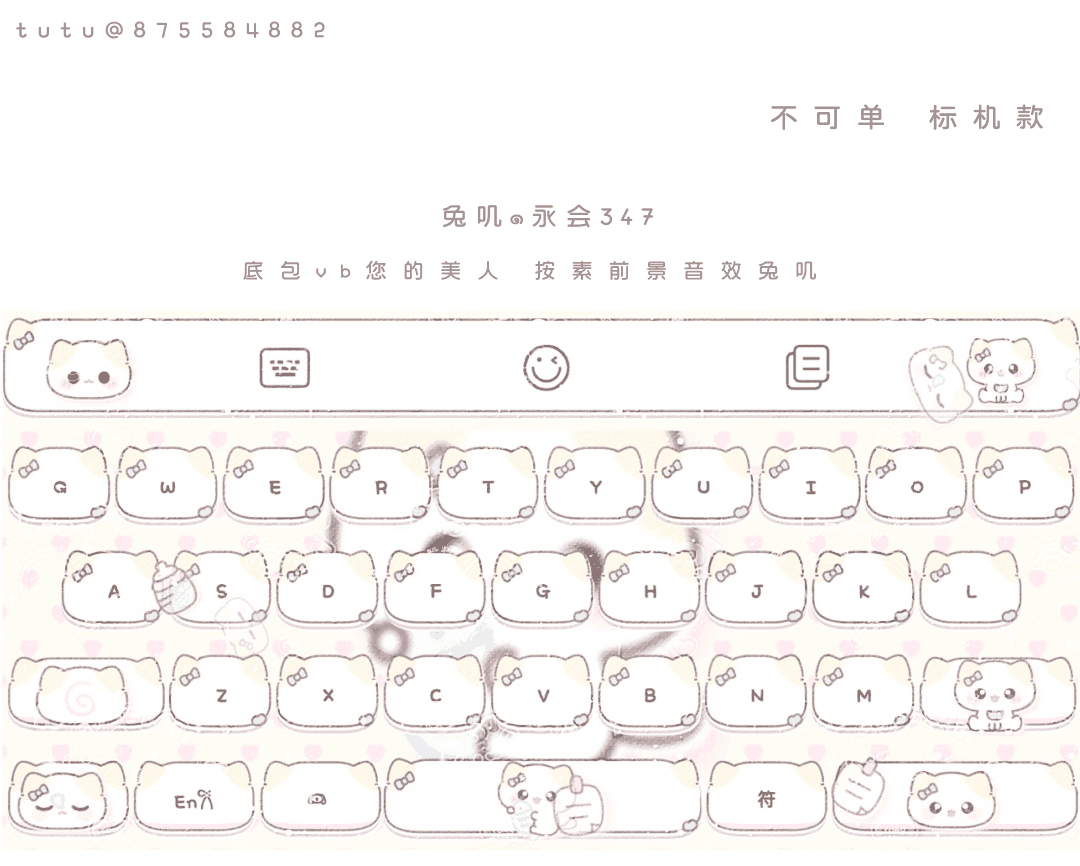 tutu@875584882
不可单 标机款
兔叽๑永会347
底包vb您的美人 按素前景音效兔叽
G W E R T Y U I O P
A S D F G H J K L
Z X C V B N M
En 符